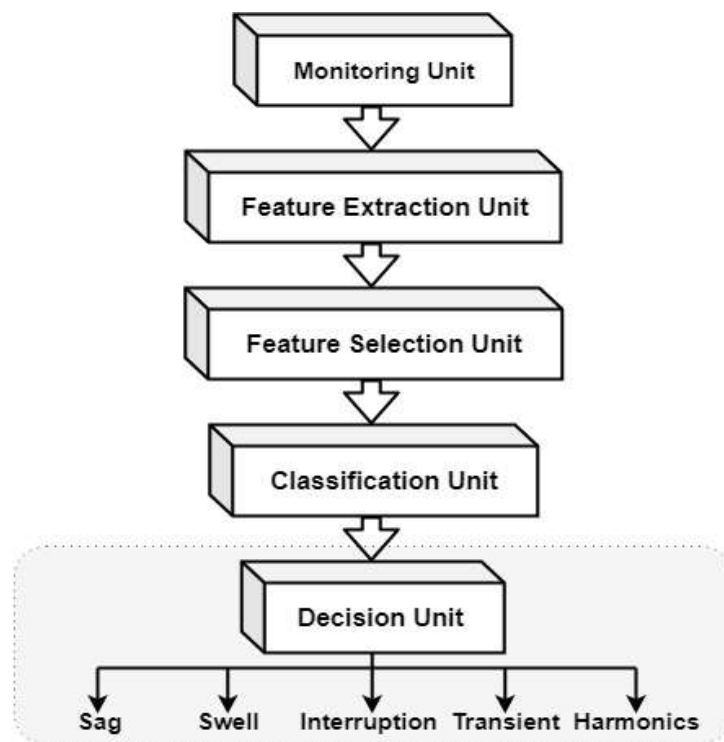 Monitoring Unit
Feature Extraction Unit
Feature Selection Unit
Classification Unit
Decision Unit
Sag Swell Interruption Transient Harmonics